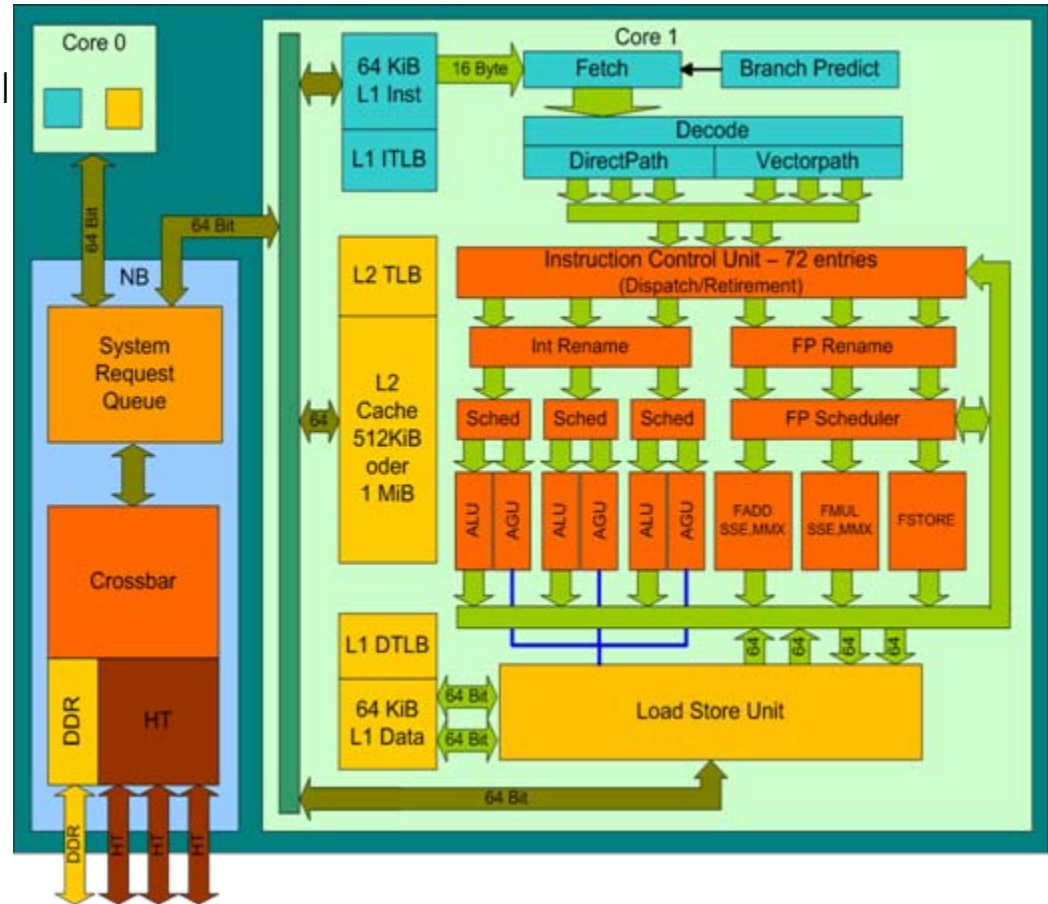 Core 0
64 Bit
64 Bit
NB
System
Request
Queue
Crossbar
DDR
HT
DDR
HT
HT
HT
Core 1
64 KiB
L1 Inst
L1 ITLB
16 Byte
Fetch
Branch Predict
Decode
DirectPath
Vectorpath
L2 TLB
L2
Cache
512KiB
oder
1 MiB
64
Instruction Control Unit – 72 entries
(Dispatch/Retirement)
Int Rename
FP Rename
Sched
Sched
Sched
FP Scheduler
ALU
AGU
ALU
AGU
ALU
AGU
FADD
SSE,MMX
FMUL
SSE,MMX
FSTORE
64
64
64
64
L1 DTLB
64 KiB
L1 Data
64 Bit
64 Bit
Load Store Unit
64 Bit